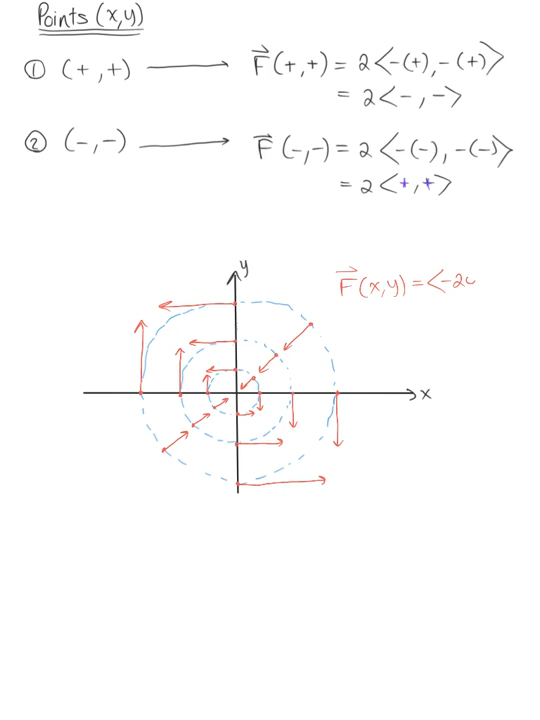 Points (x,y)
① (+,+) ⟶ F⃗(+,+) = 2<-(+),-(+)>
= 2<-,->
② (-,-) ⟶ F⃗(-,-) = 2<-(-),-(-)>
= 2<+,+>
y
F⃗(x,y) = <-2
x